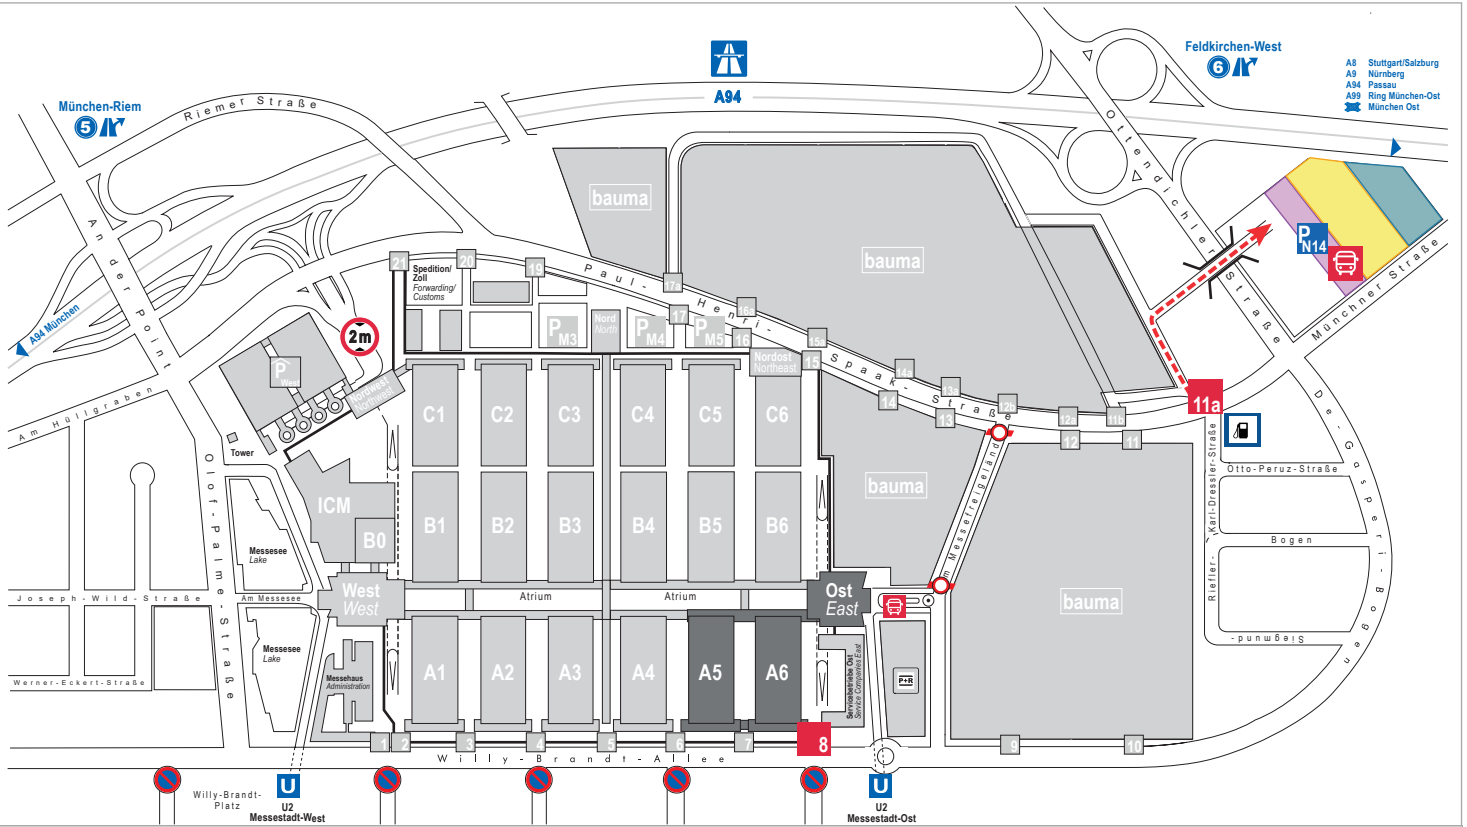 A94
Feldkirchen-West
6
A8 Stuttgart/Salzburg
A9 Nürnberg
A94 Passau
A99 Ring München-Ost
München Ost
München-Riem
5
Riemer Straße
Ottendichler Straße
An der Point
A94 München
bauma
bauma
P
N14
Münchner Straße
21
20
19
Spedition/
Zoll
Forwarding/
Customs
Paul-Henri-Spaak-Straße
17a
16a
15a
14a
13a
12b
12a
11b
11a
17
16
15
14
13
12
11
P
M3
Nord
North
P
M4
P
M5
Nordost
Northeast
2m
P
West
Nordwest
Northwest
Am Hüllgraben
Tower
Olof-Palme-Straße
C1
C2
C3
C4
C5
C6
ICM
B0
B1
B2
B3
B4
B5
B6
bauma
Am Messefreigelände
bauma
De-Gasperi-Bogen
Karl-Dressler-Straße
Otto-Peruz-Straße
Bogen
Riefler-
Siegmund-
Messesee
Lake
Joseph-Wild-Straße
Am Messesee
West
West
Atrium
Atrium
Ost
East
Messesee
Lake
Werner-Eckert-Straße
Messehaus
Administration
A1
A2
A3
A4
A5
A6
Servicebetriebe Ost
Service Companies East
P+R
1
2
3
4
5
6
7
8
9
10
Willy-Brandt-Allee
Willy-Brandt-
Platz
U
U2
Messestadt-West
U
U2
Messestadt-Ost